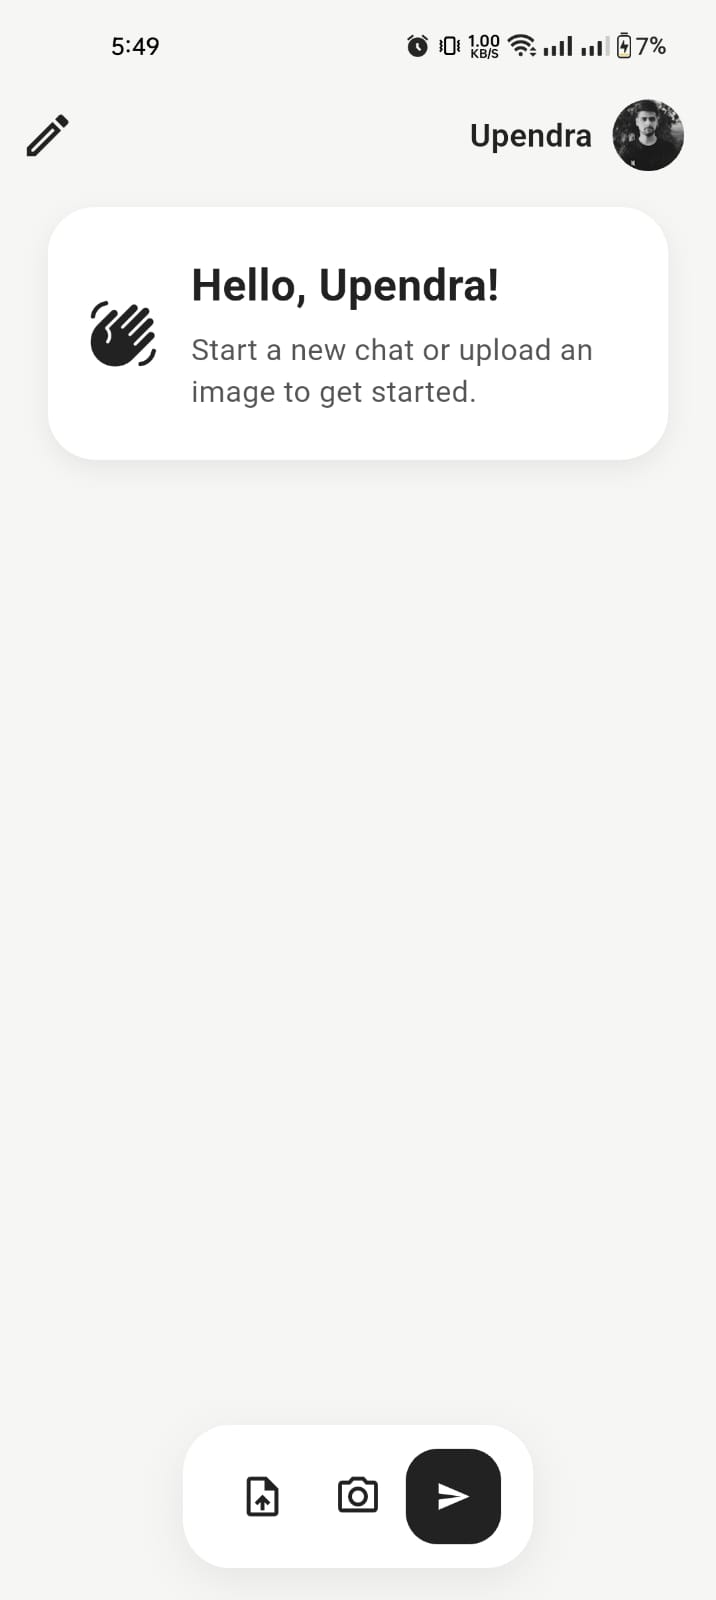 5:49
1.00
KB/S
7%
Upendra
Hello, Upendra!
Start a new chat or upload an
image to get started.